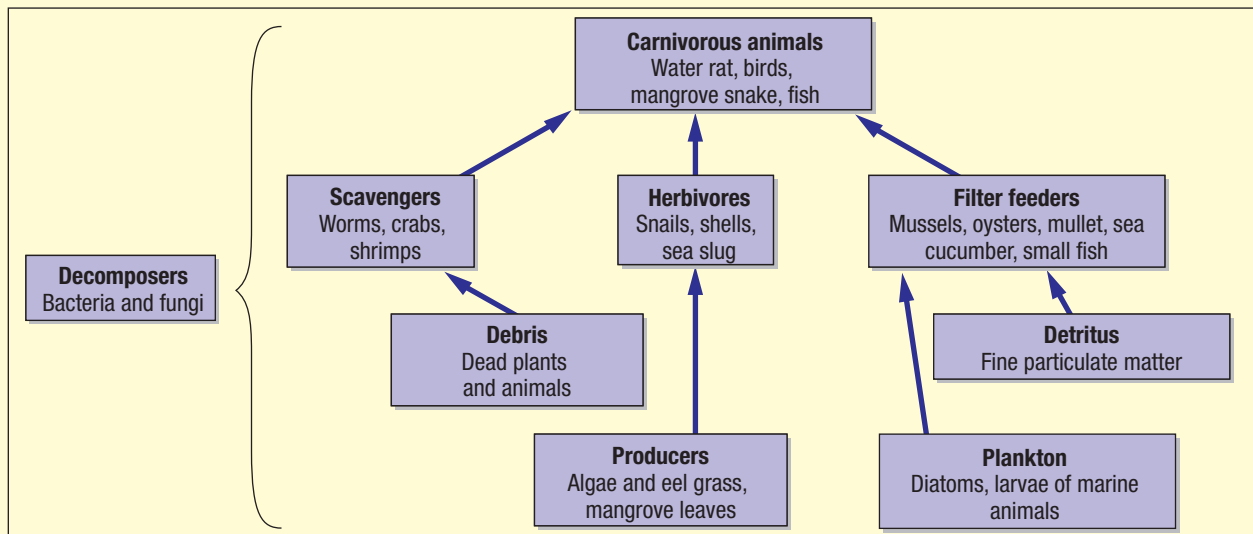 Carnivorous animals
Water rat, birds,
mangrove snake, fish
Scavengers
Worms, crabs,
shrimps
Herbivores
Snails, shells,
sea slug
Filter feeders
Mussels, oysters, mullet, sea
cucumber, small fish
Decomposers
Bacteria and fungi
Debris
Dead plants
and animals
Detritus
Fine particulate matter
Producers
Algae and eel grass,
mangrove leaves
Plankton
Diatoms, larvae of marine
animals